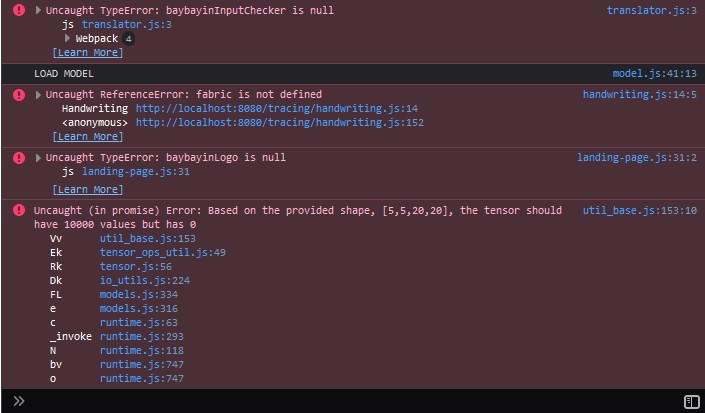 Uncaught TypeError: baybayinInputChecker is null translator.js:3
js translator.js:3
Webpack 4
[Learn More]
LOAD MODEL model.js:41:13
Uncaught ReferenceError: fabric is not defined handwriting.js:14:5
Handwriting http://localhost:8080/tracing/handwriting.js:14
<anonymous> http://localhost:8080/tracing/handwriting.js:152
[Learn More]
Uncaught TypeError: baybayinLogo is null landing-page.js:31:2
js landing-page.js:31
[Learn More]
Uncaught (in promise) Error: Based on the provided shape, [5,5,20,20], the tensor should util_base.js:153:10
have 10000 values but has 0
Vv util_base.js:153
Ek tensor_ops_util.js:49
Rk tensor.js:56
Dk io_utils.js:224
FL models.js:334
e models.js:316
c runtime.js:63
_invoke runtime.js:293
N runtime.js:118
bv runtime.js:747
o runtime.js:747